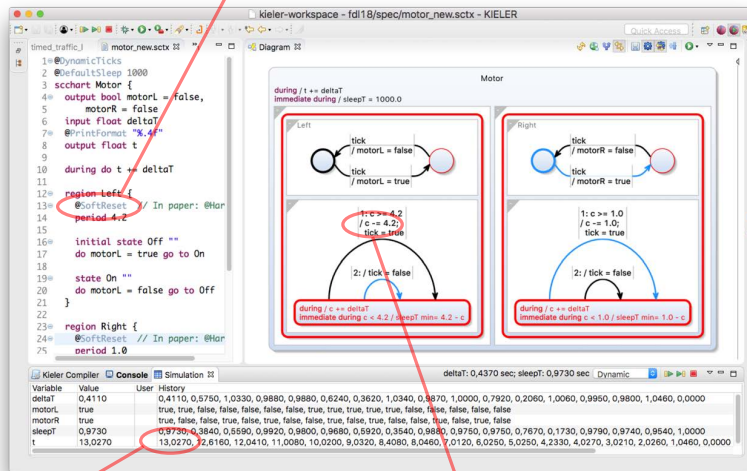 kieler-workspace - fdl18/spec/motor_new.sctx - KIELER
Quick Access
timed_traffic_l
motor_new.sctx
Diagram
1 @DynamicTicks
2 @DefaultSleep 1000
3 scchart Motor {
4 output bool motorL = false,
5 motorR = false
6 input float deltaT
7 @PrintFormat "%.4f"
8 output float t
9
10 during do t += deltaT
11
12 region Left {
13 @SoftReset // In paper: @Har
14 period 4.2
15
16 initial state Off ""
17 do motorL = true go to On
18
19 state On ""
20 do motorL = false go to Off
21 }
22
23 region Right {
24 @SoftReset // In paper: @Har
25 period 1.0
Motor
during / t += deltaT
immediate during / sleepT = 1000.0
Left
tick
/ motorL = false
tick
/ motorL = true
1: c >= 4.2
/ c -= 4.2;
tick = true
2: / tick = false
during / c += deltaT
immediate during c < 4.2 / sleepT min= 4.2 - c
Right
tick
/ motorR = false
tick
/ motorR = true
1: c >= 1.0
/ c -= 1.0;
tick = true
2: / tick = false
during / c += deltaT
immediate during c < 1.0 / sleepT min= 1.0 - c
Kieler Compiler Console Simulation
deltaT: 0,4370 sec; sleepT: 0,9730 sec Dynamic
Variable Value User History
deltaT 0,4110 0,4110, 0,5750, 1,0330, 0,9880, 0,9880, 0,6240, 0,3620, 1,0340, 0,9870, 1,0000, 0,7920, 0,2060, 1,0060, 0,9950, 0,9800, 1,0460, 0,0000
motorL true true, true, false, false, false, false, false, true, true, true, true, true, false, false, false, false, false
motorR true
sleepT 0,9730 0,9730, 0,3840, 0,5590, 0,9920, 0,9800, 0,9680, 0,5920, 0,3540, 0,9880, 0,9750, 0,9750, 0,7670, 0,1730, 0,9790, 0,9740, 0,9540, 1,0000
t 13,0270 13,0270, 12,6160, 12,0410, 11,0080, 10,0200, 9,0320, 8,4080, 8,0460, 7,0120, 6,0250, 5,0250, 4,2330, 4,0270, 3,0210, 2,0260, 1,0460, 0,0000